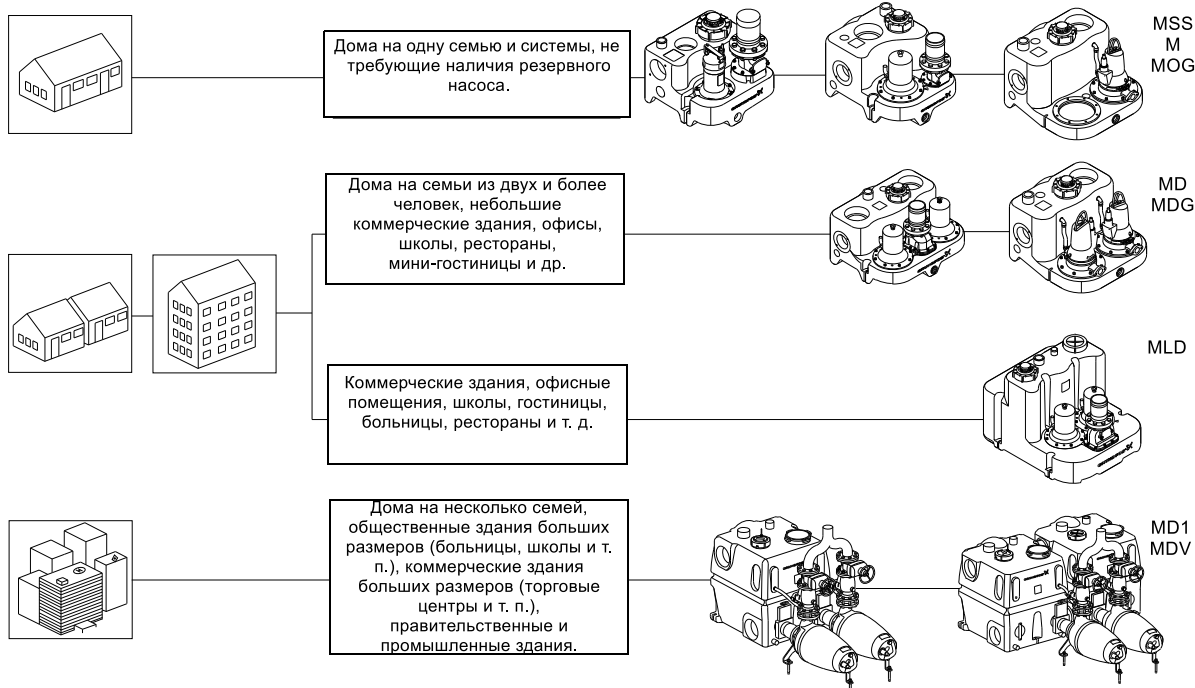 Дома на одну семью и системы, не
требующие наличия резервного
насоса.
MSS
M
MOG
Дома на семьи из двух и более
человек, небольшие
коммерческие здания, офисы,
школы, рестораны,
мини-гостиницы и др.
MD
MDG
Коммерческие здания, офисные
помещения, школы, гостиницы,
больницы, рестораны и т. д.
MLD
Дома на несколько семей,
общественные здания больших
размеров (больницы, школы и т.
п.), коммерческие здания
больших размеров (торговые
центры и т. п.),
правительственные и
промышленные здания.
MD1
MDV